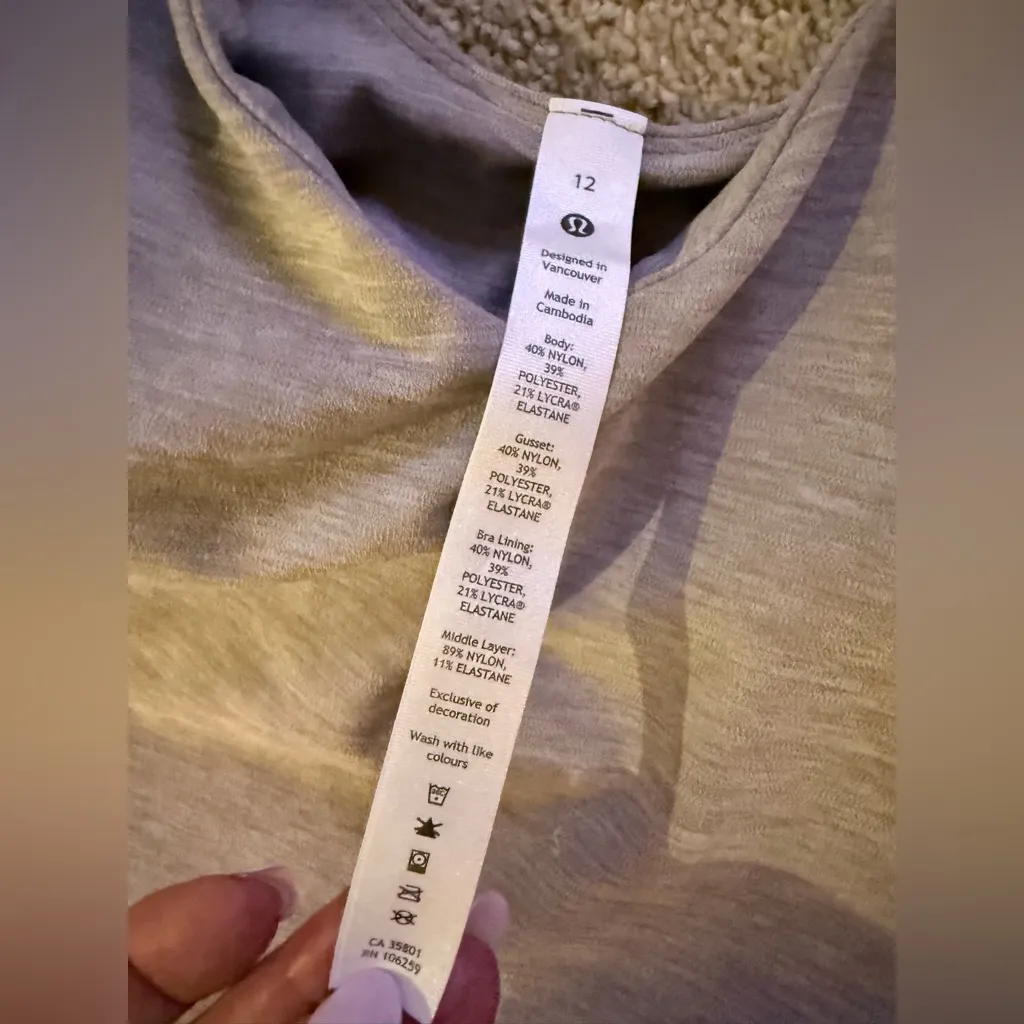 12
Designed in
Vancouver
Made in
Cambodia
Body:
40% NYLON,
39%
POLYESTER,
21% LYCRA®
ELASTANE
Gusset:
40% NYLON,
39%
POLYESTER,
21% LYCRA®
ELASTANE
Bra Lining:
40% NYLON,
39%
POLYESTER,
21% LYCRA®
ELASTANE
Middle Layer:
89% NYLON,
11% ELASTANE
Exclusive of
decoration
Wash with like
colours
CA 35801
RN 106259